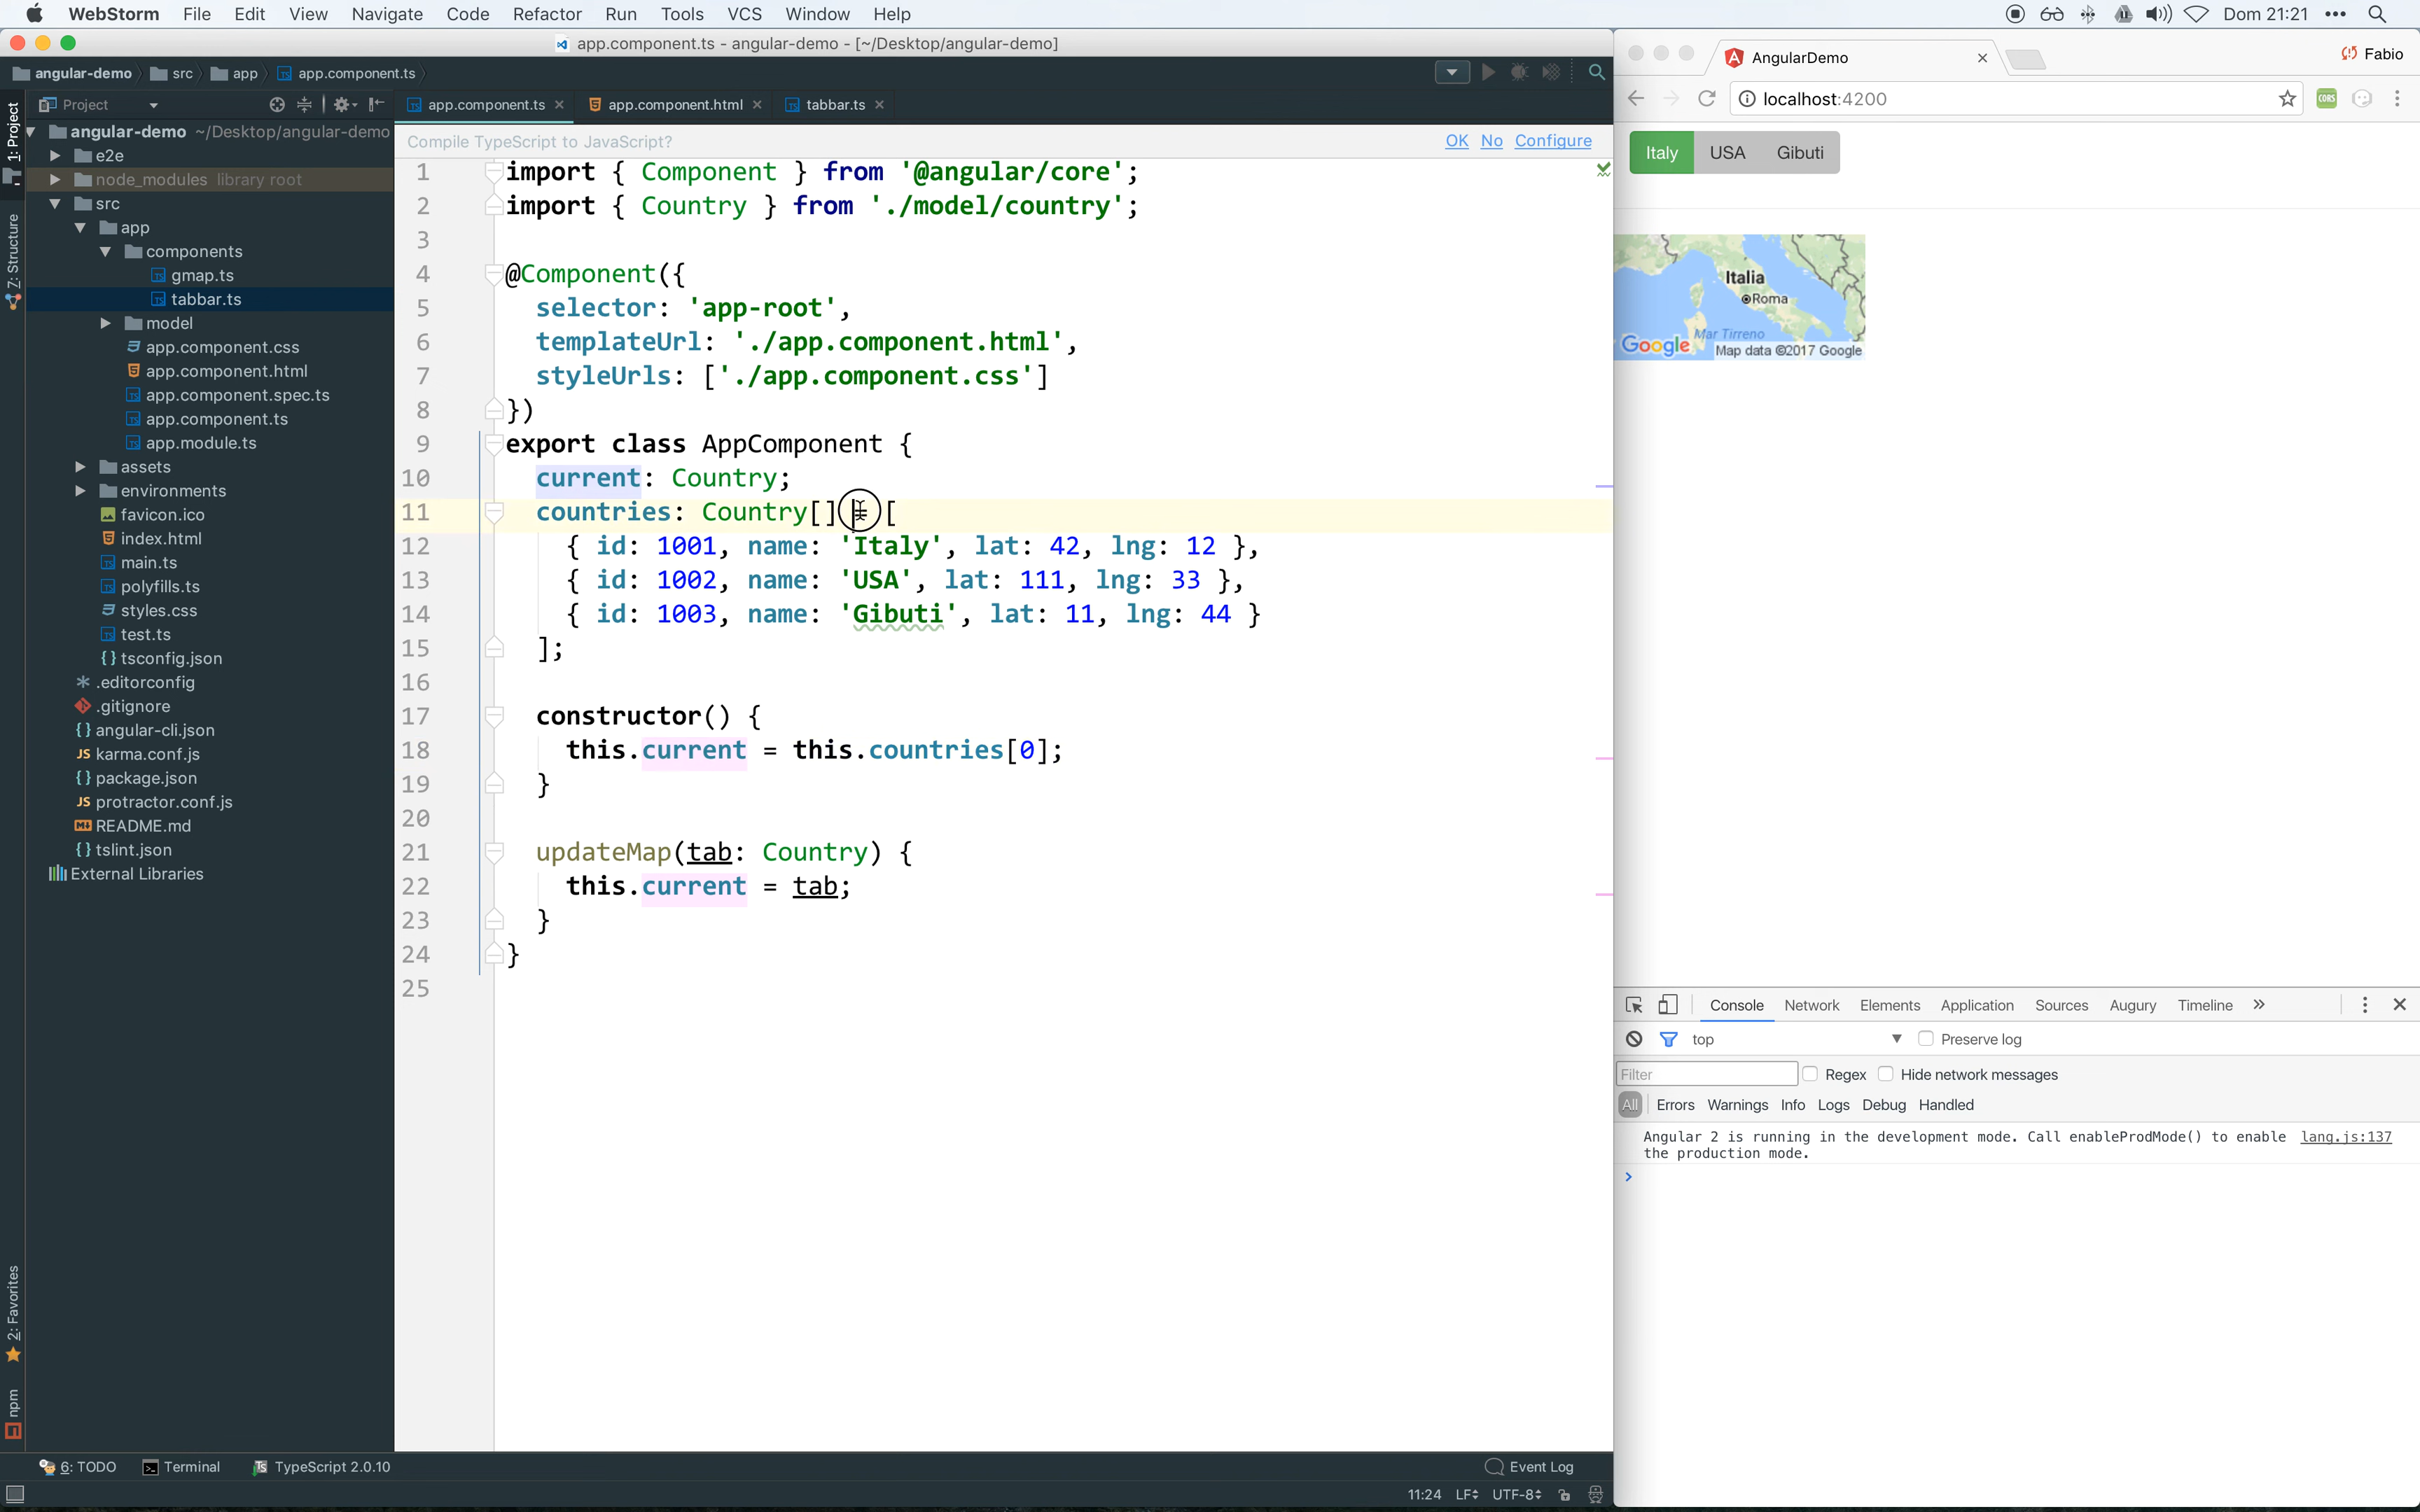 WebStorm File Edit View Navigate Code Refactor Run Tools VCS Window Help Dom 21:21
app.component.ts - angular-demo - [~/Desktop/angular-demo]
angular-demo src app app.component.ts
Project
app.component.ts app.component.html tabbar.ts
Compile TypeScript to JavaScript? OK No Configure
1: Project
7: Structure
2: Favorites
npm
angular-demo ~/Desktop/angular-demo
e2e
node_modules library root
src
app
components
gmap.ts
tabbar.ts
model
app.component.css
app.component.html
app.component.spec.ts
app.component.ts
app.module.ts
assets
environments
favicon.ico
index.html
main.ts
polyfills.ts
styles.css
test.ts
tsconfig.json
.editorconfig
.gitignore
angular-cli.json
karma.conf.js
package.json
protractor.conf.js
README.md
tslint.json
External Libraries
1 import { Component } from '@angular/core';
2 import { Country } from './model/country';
3
4 @Component({
5 selector: 'app-root',
6 templateUrl: './app.component.html',
7 styleUrls: ['./app.component.css']
8 })
9 export class AppComponent {
10 current: Country;
11 countries: Country[] = [
12 { id: 1001, name: 'Italy', lat: 42, lng: 12 },
13 { id: 1002, name: 'USA', lat: 111, lng: 33 },
14 { id: 1003, name: 'Gibuti', lat: 11, lng: 44 }
15 ];
16
17 constructor() {
18 this.current = this.countries[0];
19 }
20
21 updateMap(tab: Country) {
22 this.current = tab;
23 }
24 }
25
6: TODO Terminal TypeScript 2.0.10 Event Log
11:24 LF UTF-8
AngularDemo Fabio
localhost:4200 CORS
Italy USA Gibuti
Italia
Roma
Mar Tirreno
Google Map data ©2017 Google
Console Network Elements Application Sources Augury Timeline
top Preserve log
Filter Regex Hide network messages
All Errors Warnings Info Logs Debug Handled
Angular 2 is running in the development mode. Call enableProdMode() to enable lang.js:137
the production mode.